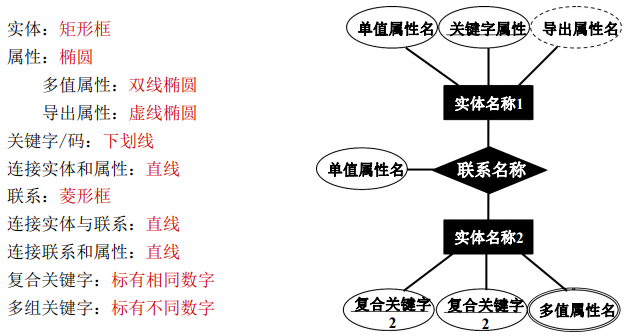 实体：矩形框
属性：椭圆
多值属性：双线椭圆
导出属性：虚线椭圆
关键字/码：下划线
连接实体和属性：直线
联系：菱形框
连接实体与联系：直线
连接联系和属性：直线
复合关键字：标有相同数字
多组关键字：标有不同数字
单值属性名
关键字属性
导出属性名
实体名称1
单值属性名
联系名称
实体名称2
复合关键字
2
复合关键字
2
多值属性名